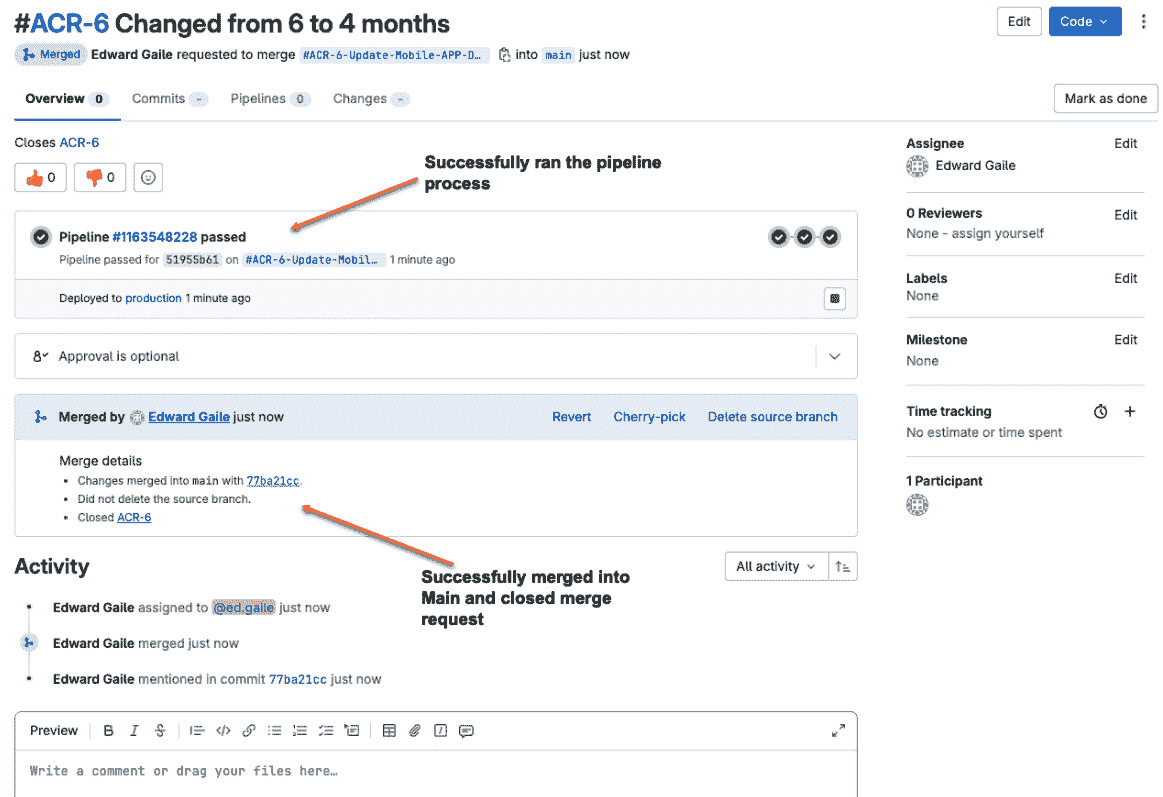 #ACR-6 Changed from 6 to 4 months
Edit
Code
Merged Edward Gaile requested to merge #ACR-6-Update-Mobile-APP-D… into main just now
Overview 0 Commits - Pipelines 0 Changes -
Mark as done
Closes ACR-6
0 0
Successfully ran the pipeline
process
Pipeline #1163548228 passed
Pipeline passed for 51955b61 on #ACR-6-Update-Mobil… 1 minute ago
Deployed to production 1 minute ago
Approval is optional
Merged by Edward Gaile just now
Revert Cherry-pick Delete source branch
Merge details
• Changes merged into main with 77ba21cc.
• Did not delete the source branch.
• Closed ACR-6
Successfully merged into
Main and closed merge
request
Activity
All activity
Edward Gaile assigned to @ed.gaile just now
Edward Gaile merged just now
Edward Gaile mentioned in commit 77ba21cc just now
Preview B I S
Write a comment or drag your files here…
Assignee Edit
Edward Gaile
0 Reviewers Edit
None - assign yourself
Labels Edit
None
Milestone Edit
None
Time tracking
No estimate or time spent
1 Participant